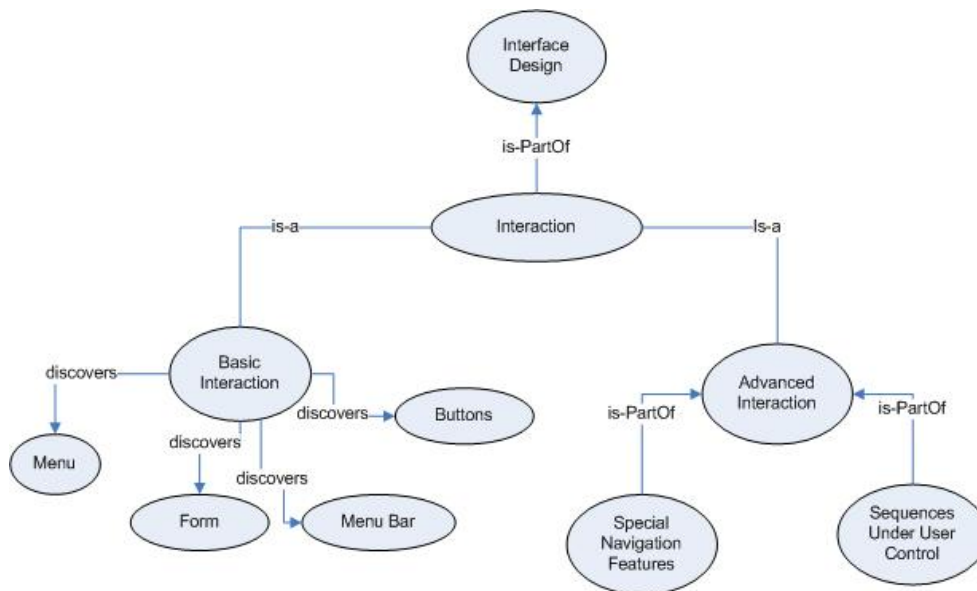 Interface
Design
is-PartOf
Interaction
is-a
Is-a
Basic
Interaction
discovers
discovers
Buttons
discovers
discovers
Menu
Form
Menu Bar
Advanced
Interaction
is-PartOf
is-PartOf
Special
Navigation
Features
Sequences
Under User
Control